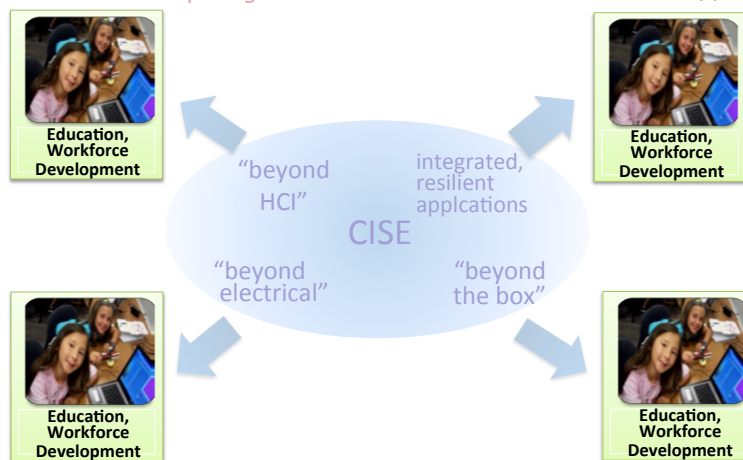 Education,
Workforce
Development
Education,
Workforce
Development
"beyond
HCI"
integrated,
resilient
applcations
CISE
"beyond
electrical"
"beyond
the box"
Education,
Workforce
Development
Education,
Workforce
Development